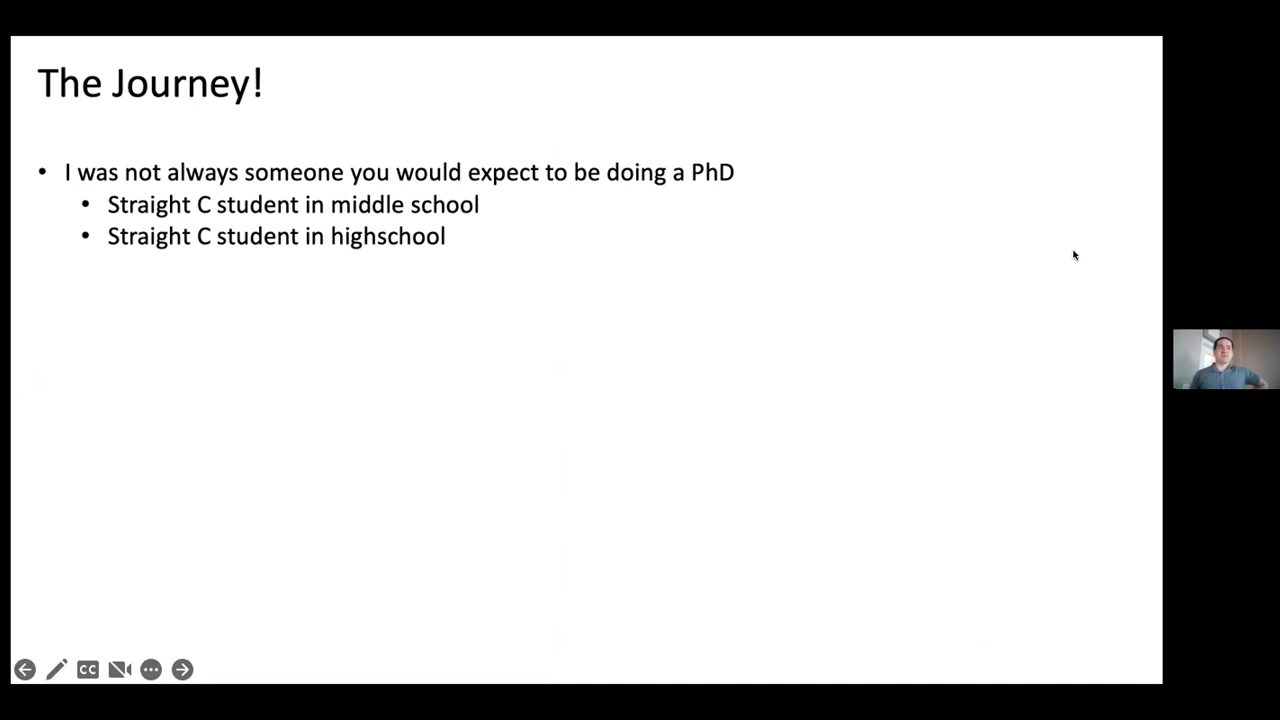 The Journey!
• I was not always someone you would expect to be doing a PhD
• Straight C student in middle school
• Straight C student in highschool
CC